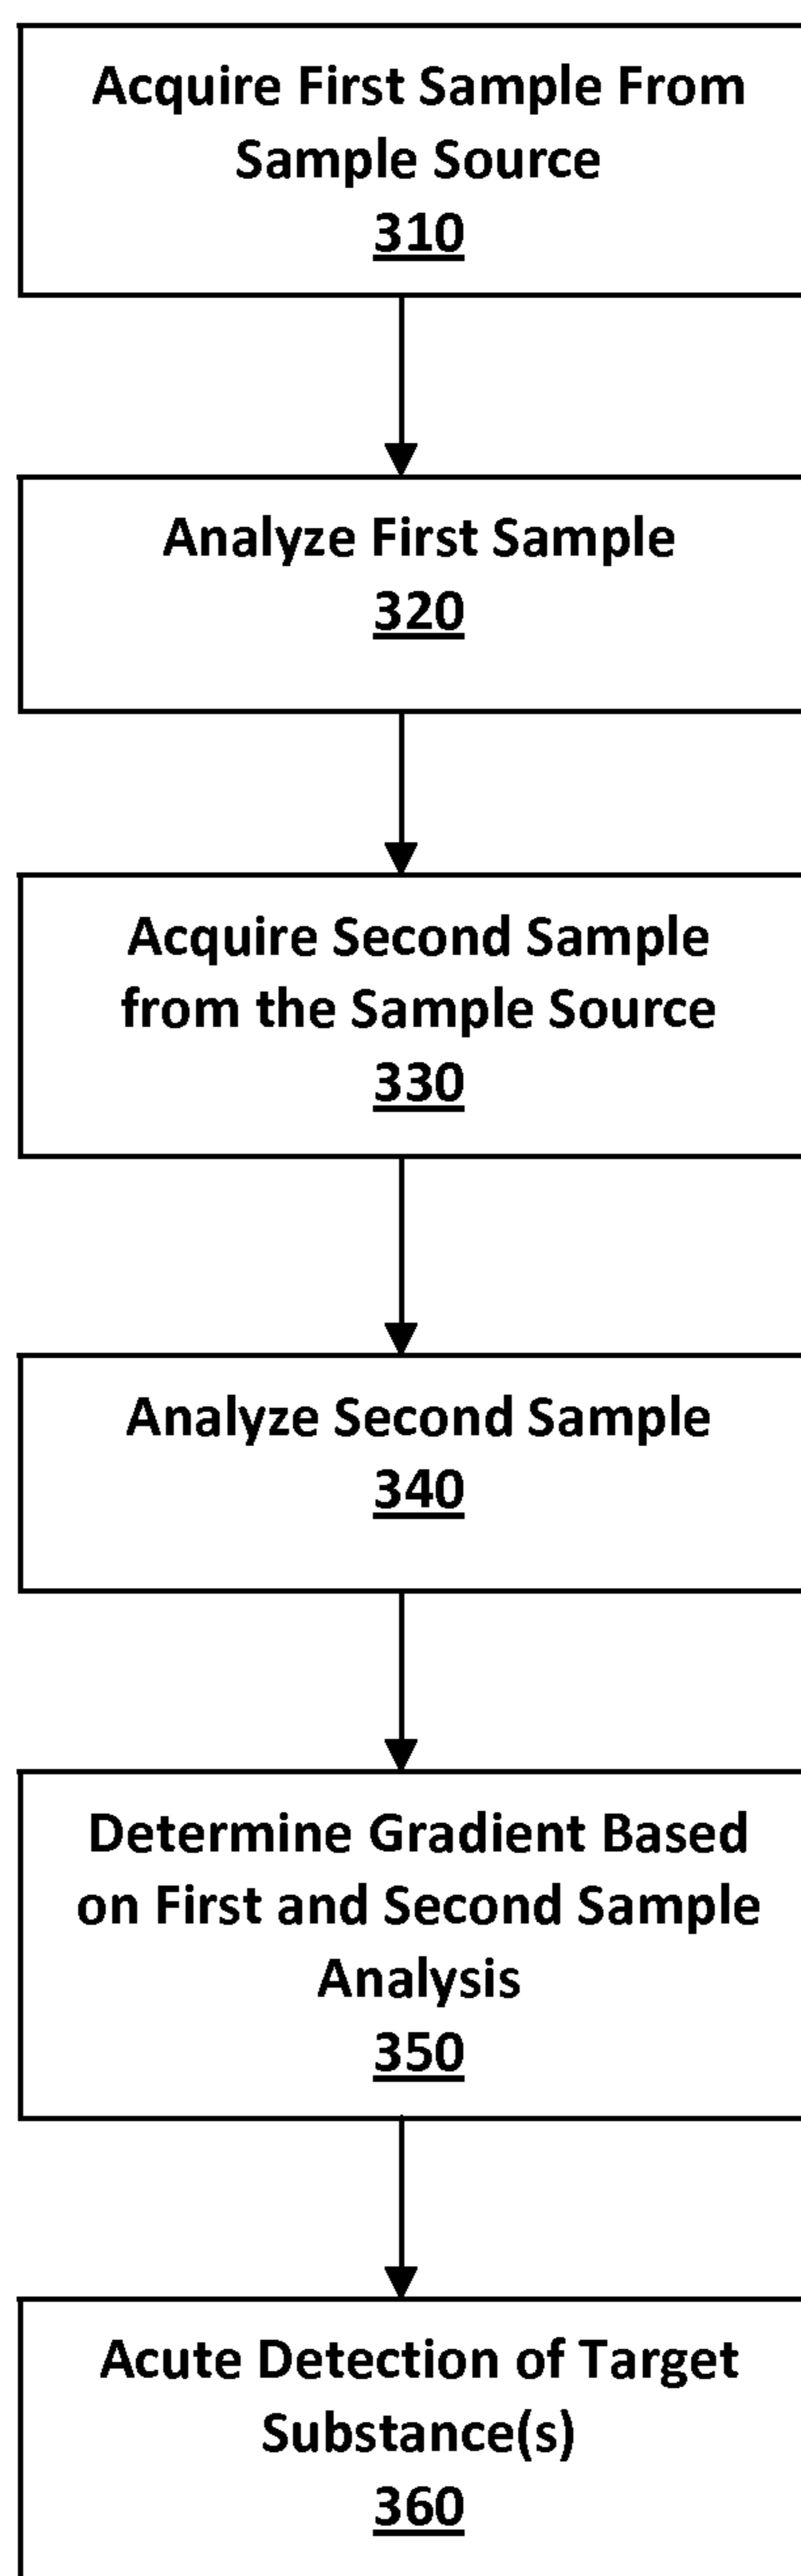 Acquire First Sample From
Sample Source
310
Analyze First Sample
320
Acquire Second Sample
from the Sample Source
330
Analyze Second Sample
340
Determine Gradient Based
on First and Second Sample
Analysis
350
Acute Detection of Target
Substance(s)
360